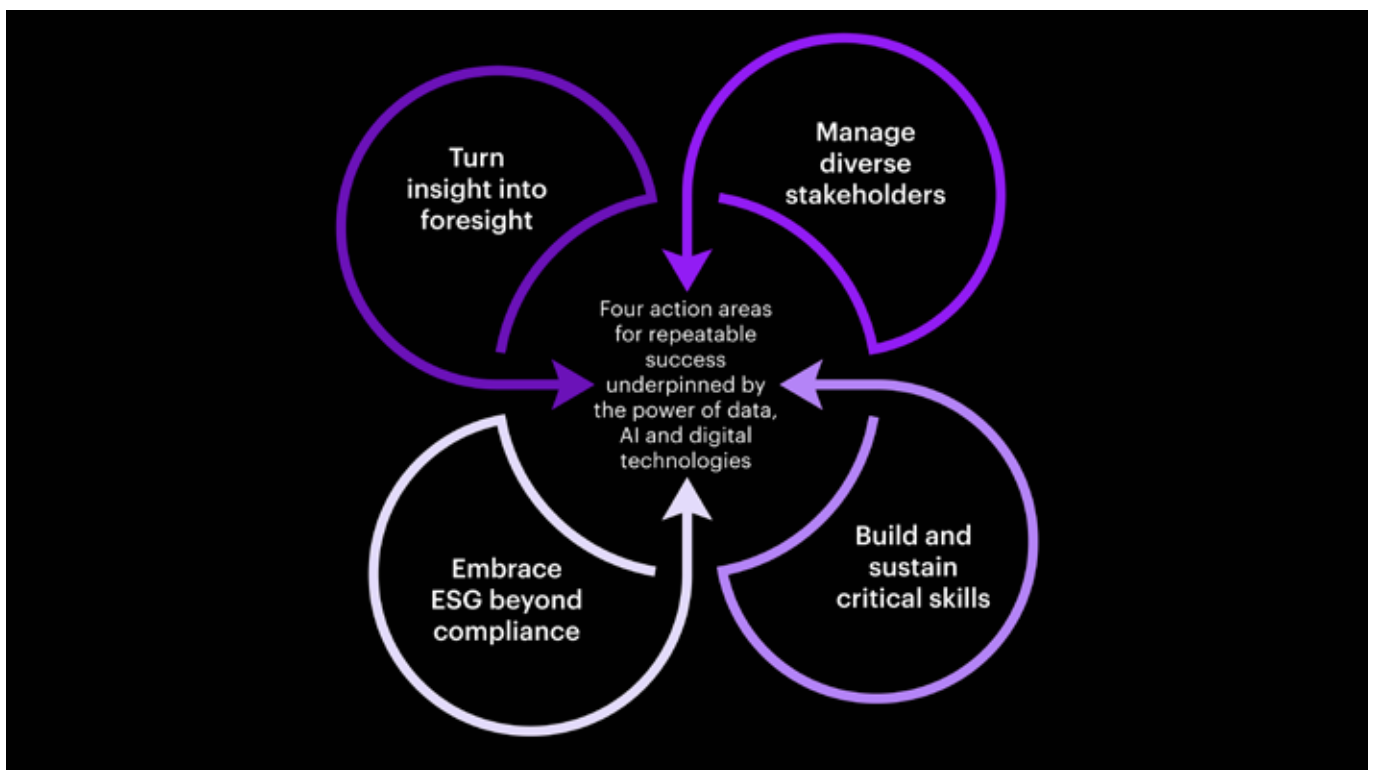 Turn
insight into
foresight
Manage
diverse
stakeholders
Four action areas
for repeatable
success
underpinned by
the power of data,
AI and digital
technologies
Embrace
ESG beyond
compliance
Build and
sustain
critical skills